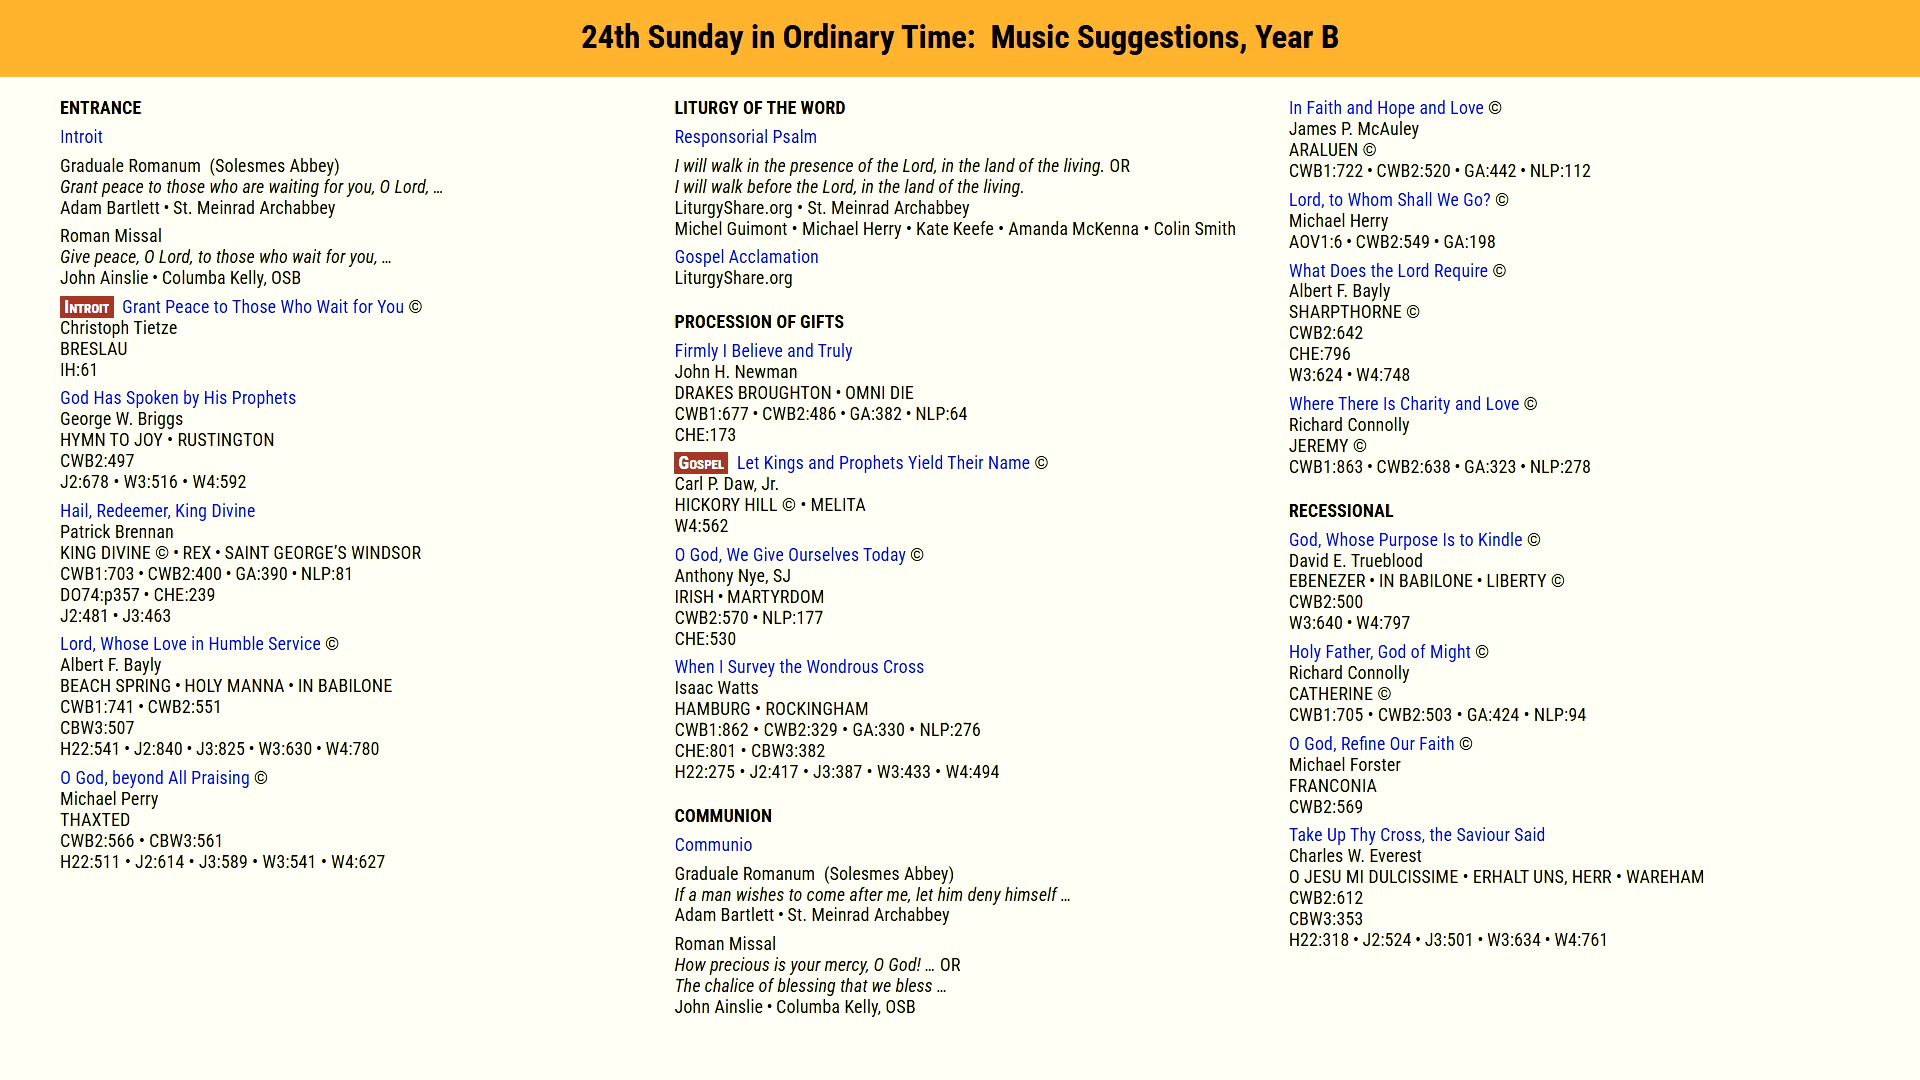 24th Sunday in Ordinary Time:  Music Suggestions, Year B
ENTRANCE
Introit
Graduale Romanum  (Solesmes Abbey)
Grant peace to those who are waiting for you, O Lord, …
Adam Bartlett • St. Meinrad Archabbey
Roman Missal
Give peace, O Lord, to those who wait for you, …
John Ainslie • Columba Kelly, OSB
INTROIT Grant Peace to Those Who Wait for You ©
Christoph Tietze
BRESLAU
IH:61
God Has Spoken by His Prophets
George W. Briggs
HYMN TO JOY • RUSTINGTON
CWB2:497
J2:678 • W3:516 • W4:592
Hail, Redeemer, King Divine
Patrick Brennan
KING DIVINE © • REX • SAINT GEORGE’S WINDSOR
CWB1:703 • CWB2:400 • GA:390 • NLP:81
DO74:p357 • CHE:239
J2:481 • J3:463
Lord, Whose Love in Humble Service ©
Albert F. Bayly
BEACH SPRING • HOLY MANNA • IN BABILONE
CWB1:741 • CWB2:551
CBW3:507
H22:541 • J2:840 • J3:825 • W3:630 • W4:780
O God, beyond All Praising ©
Michael Perry
THAXTED
CWB2:566 • CBW3:561
H22:511 • J2:614 • J3:589 • W3:541 • W4:627
LITURGY OF THE WORD
Responsorial Psalm
I will walk in the presence of the Lord, in the land of the living. OR
I will walk before the Lord, in the land of the living.
LiturgyShare.org • St. Meinrad Archabbey
Michel Guimont • Michael Herry • Kate Keefe • Amanda McKenna • Colin Smith
Gospel Acclamation
LiturgyShare.org
PROCESSION OF GIFTS
Firmly I Believe and Truly
John H. Newman
DRAKES BROUGHTON • OMNI DIE
CWB1:677 • CWB2:486 • GA:382 • NLP:64
CHE:173
GOSPEL Let Kings and Prophets Yield Their Name ©
Carl P. Daw, Jr.
HICKORY HILL © • MELITA
W4:562
O God, We Give Ourselves Today ©
Anthony Nye, SJ
IRISH • MARTYRDOM
CWB2:570 • NLP:177
CHE:530
When I Survey the Wondrous Cross
Isaac Watts
HAMBURG • ROCKINGHAM
CWB1:862 • CWB2:329 • GA:330 • NLP:276
CHE:801 • CBW3:382
H22:275 • J2:417 • J3:387 • W3:433 • W4:494
COMMUNION
Communio
Graduale Romanum  (Solesmes Abbey)
If a man wishes to come after me, let him deny himself …
Adam Bartlett • St. Meinrad Archabbey
Roman Missal
How precious is your mercy, O God! … OR
The chalice of blessing that we bless …
John Ainslie • Columba Kelly, OSB
In Faith and Hope and Love ©
James P. McAuley
ARALUEN ©
CWB1:722 • CWB2:520 • GA:442 • NLP:112
Lord, to Whom Shall We Go? ©
Michael Herry
AOV1:6 • CWB2:549 • GA:198
What Does the Lord Require ©
Albert F. Bayly
SHARPTHORNE ©
CWB2:642
CHE:796
W3:624 • W4:748
Where There Is Charity and Love ©
Richard Connolly
JEREMY ©
CWB1:863 • CWB2:638 • GA:323 • NLP:278
RECESSIONAL
God, Whose Purpose Is to Kindle ©
David E. Trueblood
EBENEZER • IN BABILONE • LIBERTY ©
CWB2:500
W3:640 • W4:797
Holy Father, God of Might ©
Richard Connolly
CATHERINE ©
CWB1:705 • CWB2:503 • GA:424 • NLP:94
O God, Refine Our Faith ©
Michael Forster
FRANCONIA
CWB2:569
Take Up Thy Cross, the Saviour Said
Charles W. Everest
O JESU MI DULCISSIME • ERHALT UNS, HERR • WAREHAM
CWB2:612
CBW3:353
H22:318 • J2:524 • J3:501 • W3:634 • W4:761